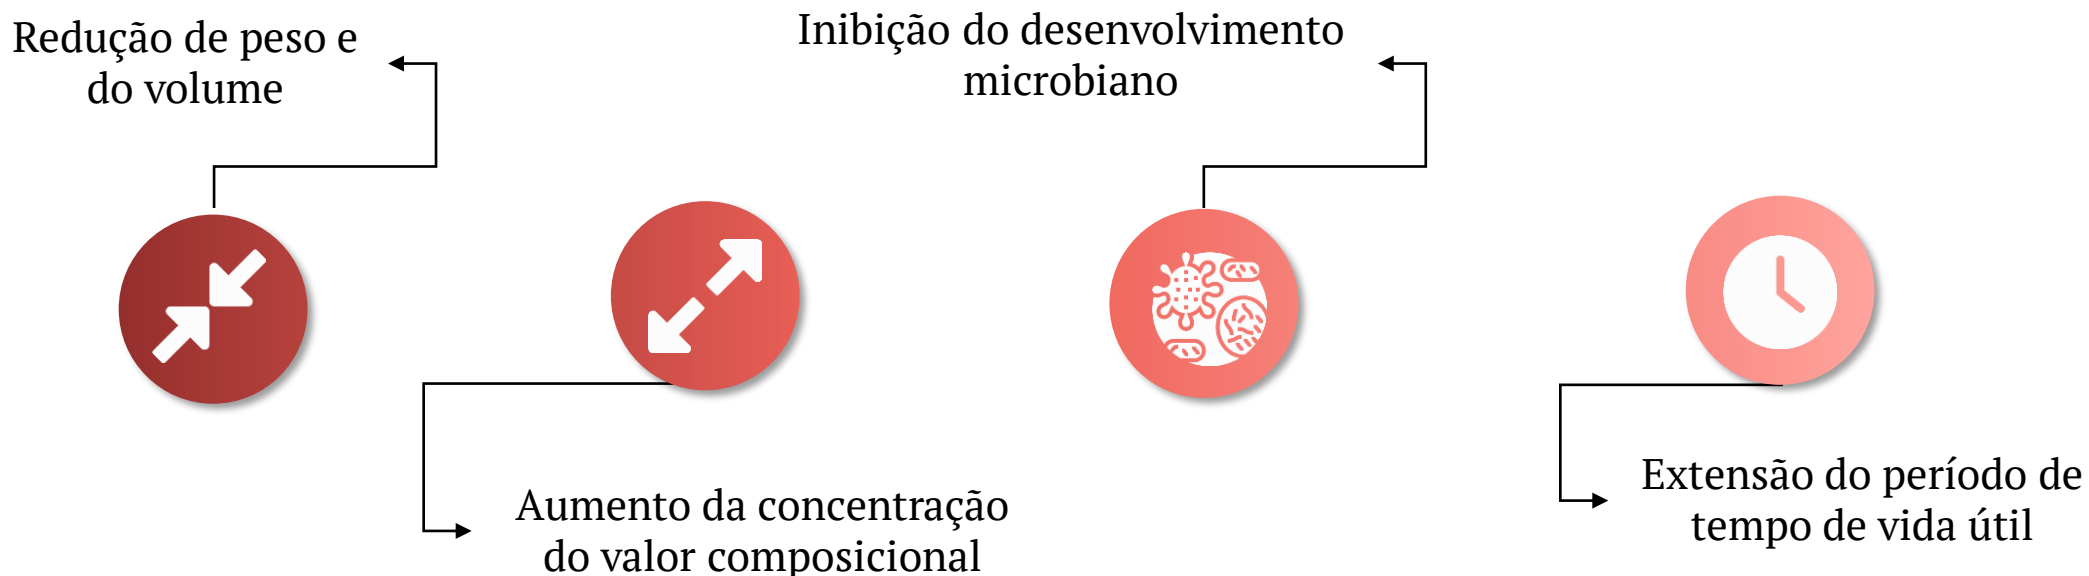 Redução de peso e
do volume
Inibição do desenvolvimento
microbiano
Aumento da concentração
do valor composicional
Extensão do período de
tempo de vida útil